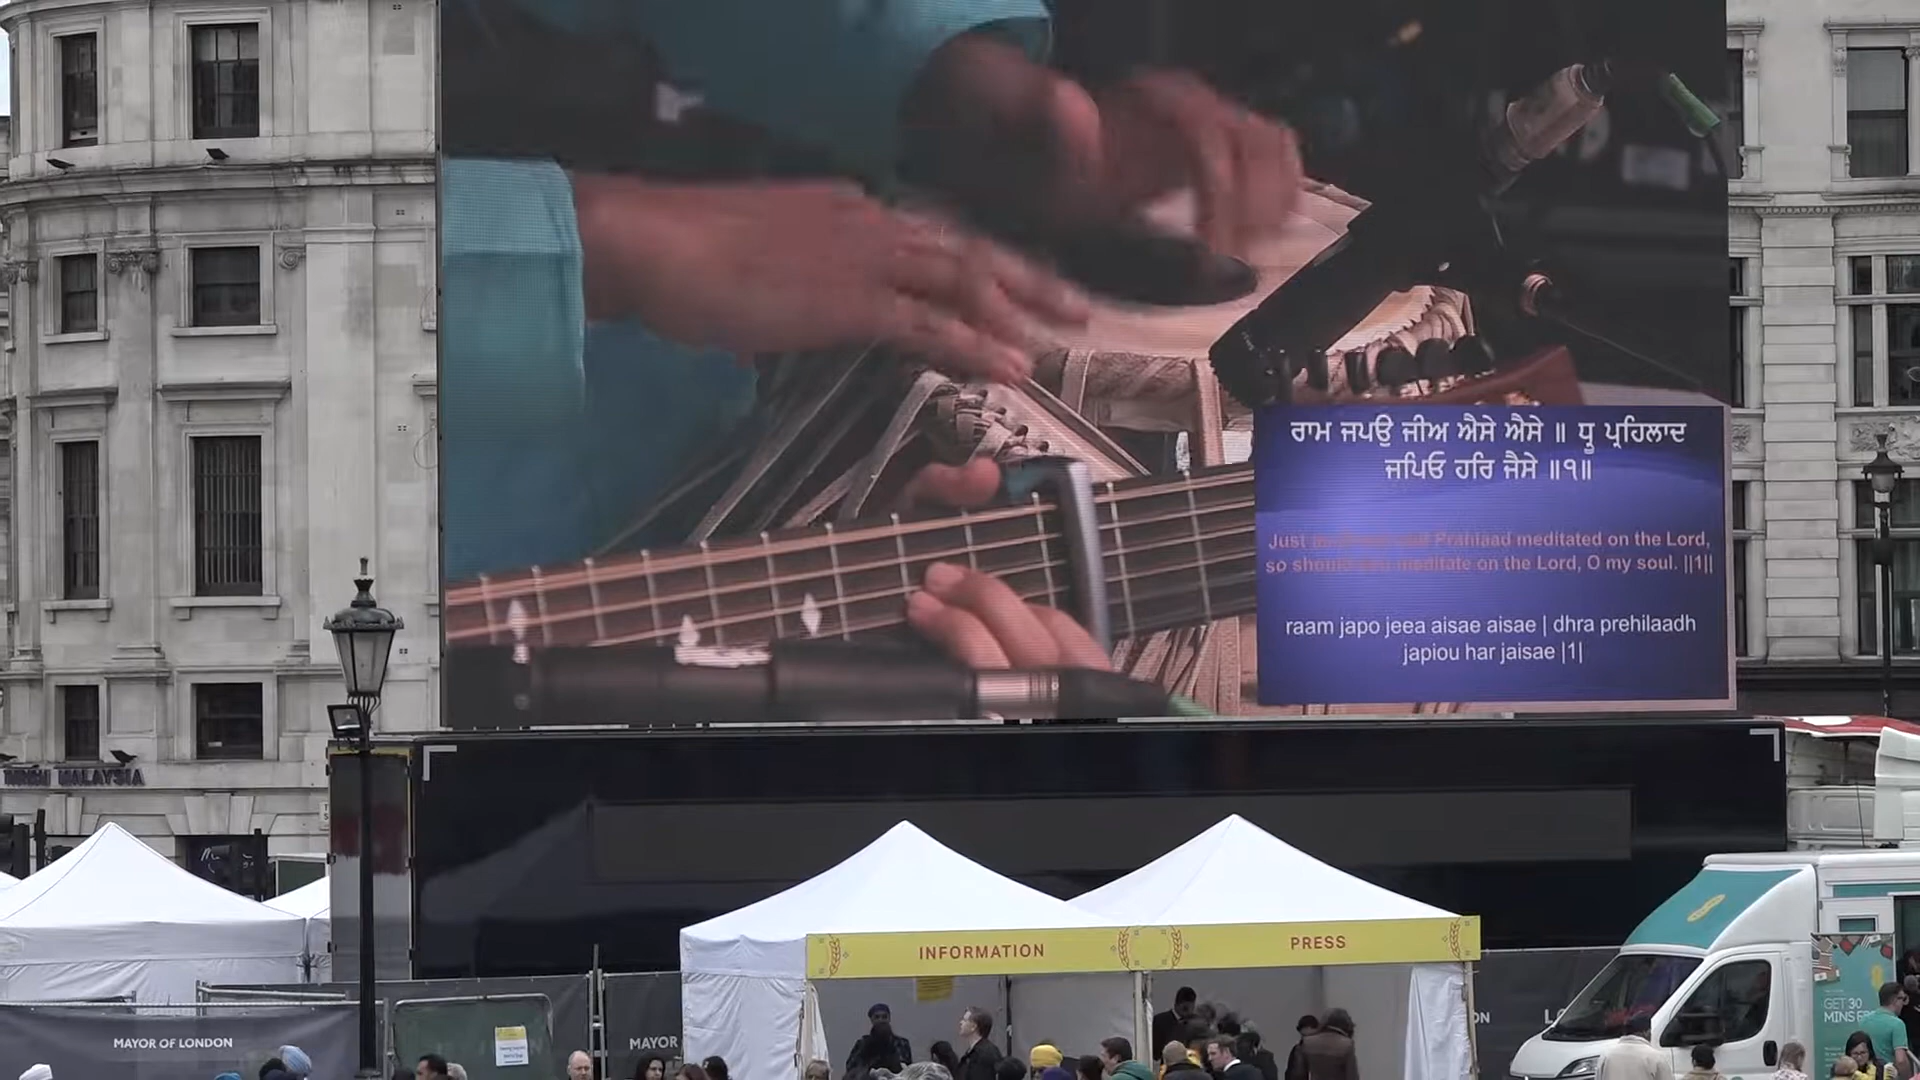 ਰਾਮ ਜਪਉ ਜੀਅ ਐਸੇ ਐਸੇ ॥ ਧ੍ਰੂ ਪ੍ਰਹਿਲਾਦ
ਜਪਿਓ ਹਰਿ ਜੈਸੇ ॥੧॥
Just Prahlaad meditated on the Lord,
so should you meditate on the Lord, O my soul. ||1||
raam japo jeea aisae aisae | dhra prehilaadh
japiou har jaisae |1|
MALAYSIA
INFORMATION
PRESS
MAYOR OF LONDON
MAYOR
GET 30